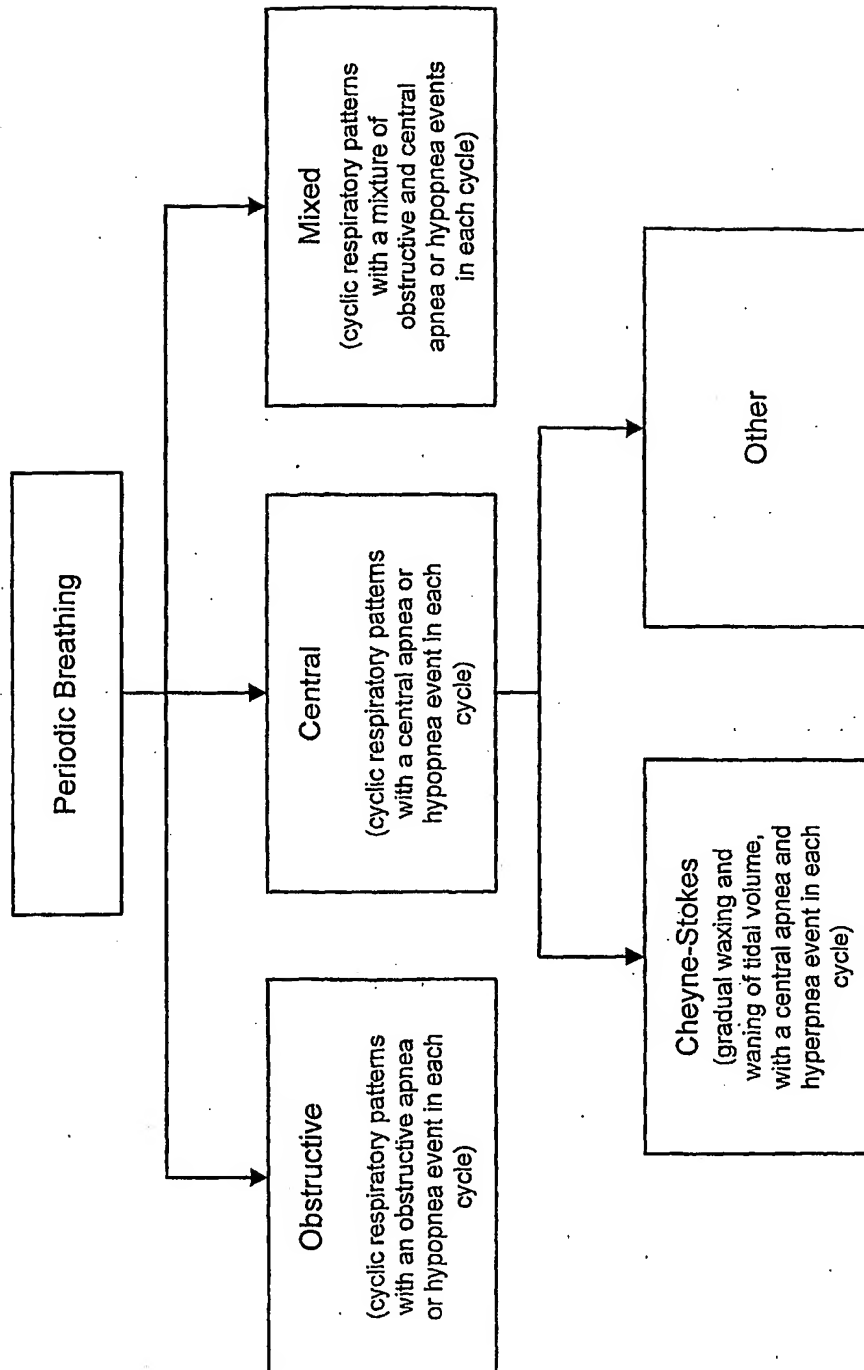 Periodic Breathing
Obstructive
(cyclic respiratory patterns
with an obstructive apnea
or hypopnea event in each
cycle)
Central
(cyclic respiratory patterns
with a central apnea or
hypopnea event in each
cycle)
Mixed
(cyclic respiratory patterns
with a mixture of
obstructive and central
apnea or hypopnea events
in each cycle)
Cheyne-Stokes
(gradual waxing and
waning of tidal volume,
with a central apnea and
hyperpnea event in each
cycle)
Other